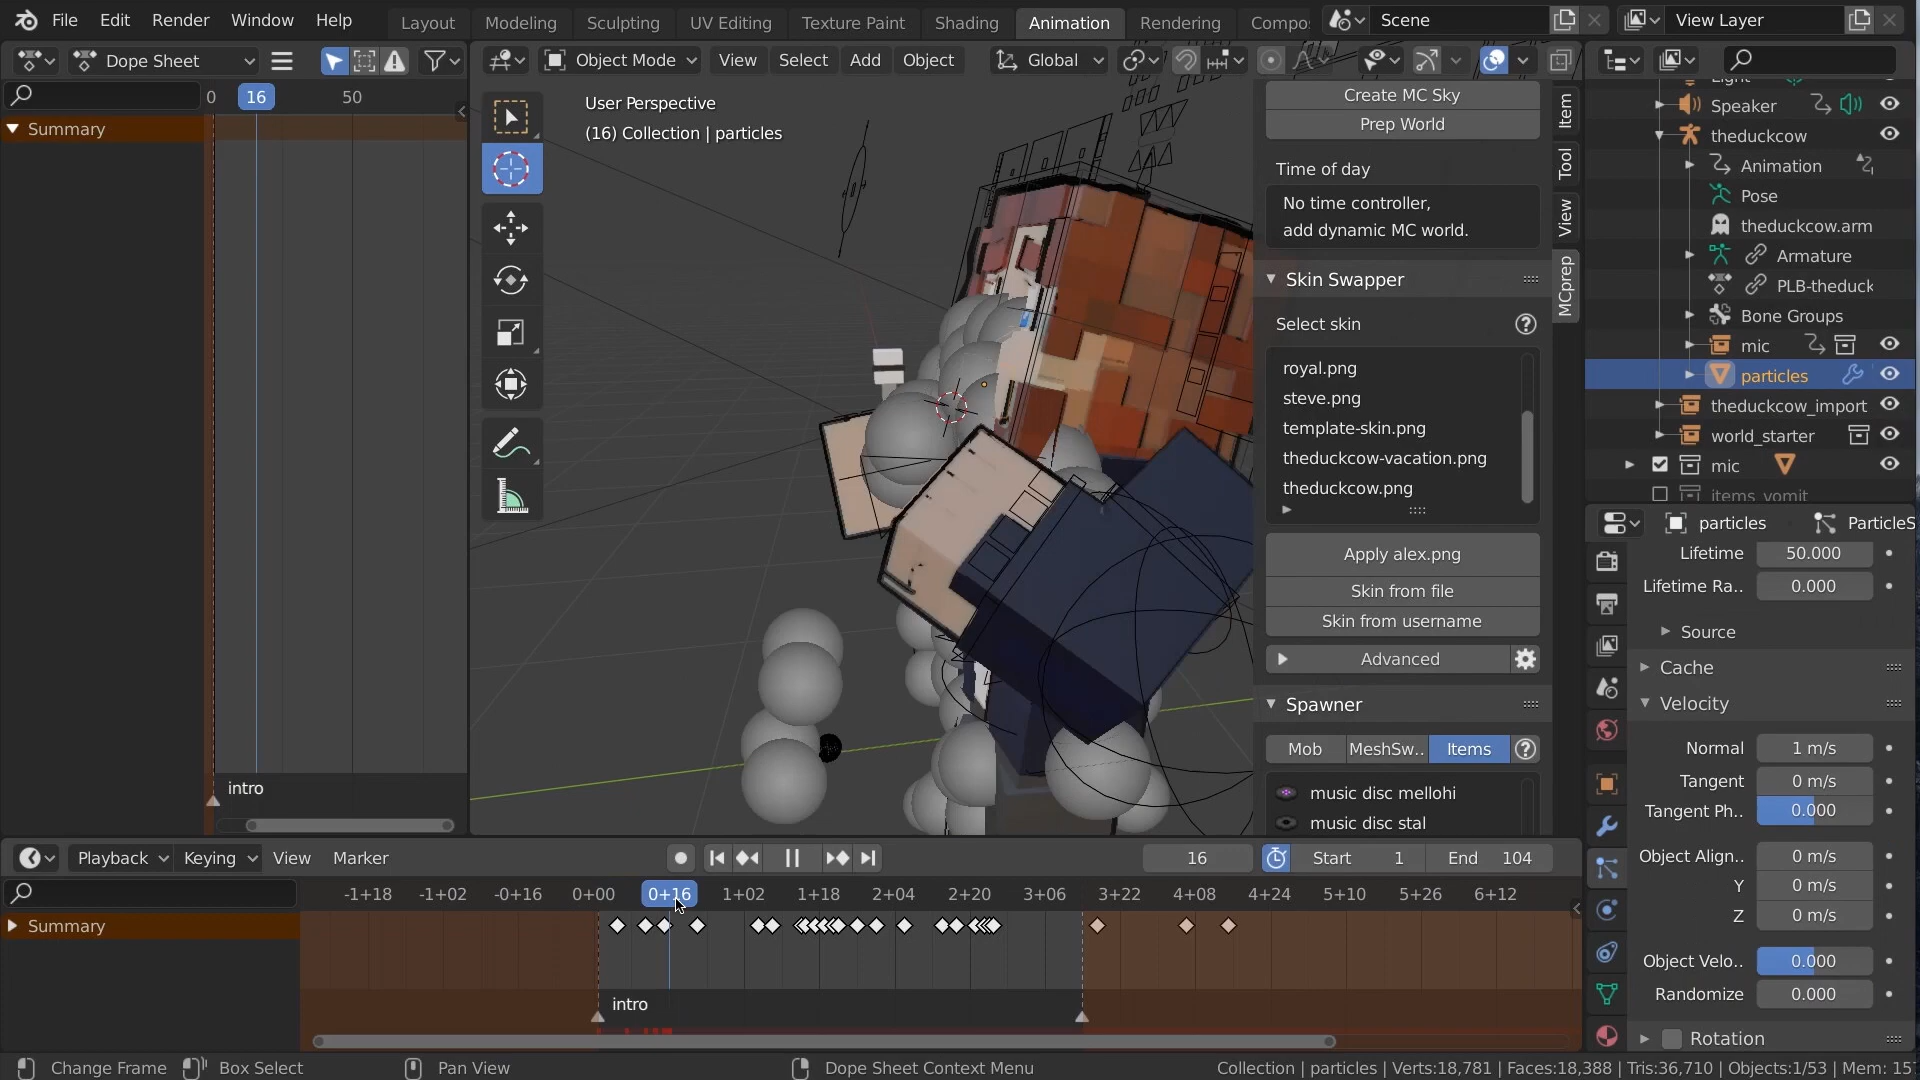 File Edit Render Window Help Layout Modeling Sculpting UV Editing Texture Paint Shading Animation Rendering Compo Scene View Layer
Dope Sheet
Object Mode View Select Add Object Global
0 16 50
Summary
intro
User Perspective
(16) Collection | particles
Create MC Sky
Prep World
Time of day
No time controller,
add dynamic MC world.
Skin Swapper
Select skin
royal.png
steve.png
template-skin.png
theduckcow-vacation.png
theduckcow.png
Apply alex.png
Skin from file
Skin from username
Advanced
Spawner
Mob MeshSw.. Items
music disc mellohi
music disc stal
Item
Tool
View
MCprep
Light
Speaker
theduckcow
Animation
Pose
theduckcow.arm
Armature
PLB-theduck
Bone Groups
mic
particles
theduckcow_import
world_starter
mic
items_vomit
particles ParticleS
Lifetime 50.000
Lifetime Ra.. 0.000
Source
Cache
Velocity
Normal 1 m/s
Tangent 0 m/s
Tangent Ph.. 0.000
Object Align.. 0 m/s
Y 0 m/s
Z 0 m/s
Object Velo.. 0.000
Randomize 0.000
Rotation
Playback Keying View Marker 16 Start 1 End 104
-1+18 -1+02 -0+16 0+00 0+16 1+02 1+18 2+04 2+20 3+06 3+22 4+08 4+24 5+10 5+26 6+12
Summary
intro
Change Frame Box Select Pan View Dope Sheet Context Menu Collection | particles | Verts:18,781 | Faces:18,388 | Tris:36,710 | Objects:1/53 | Mem: 15